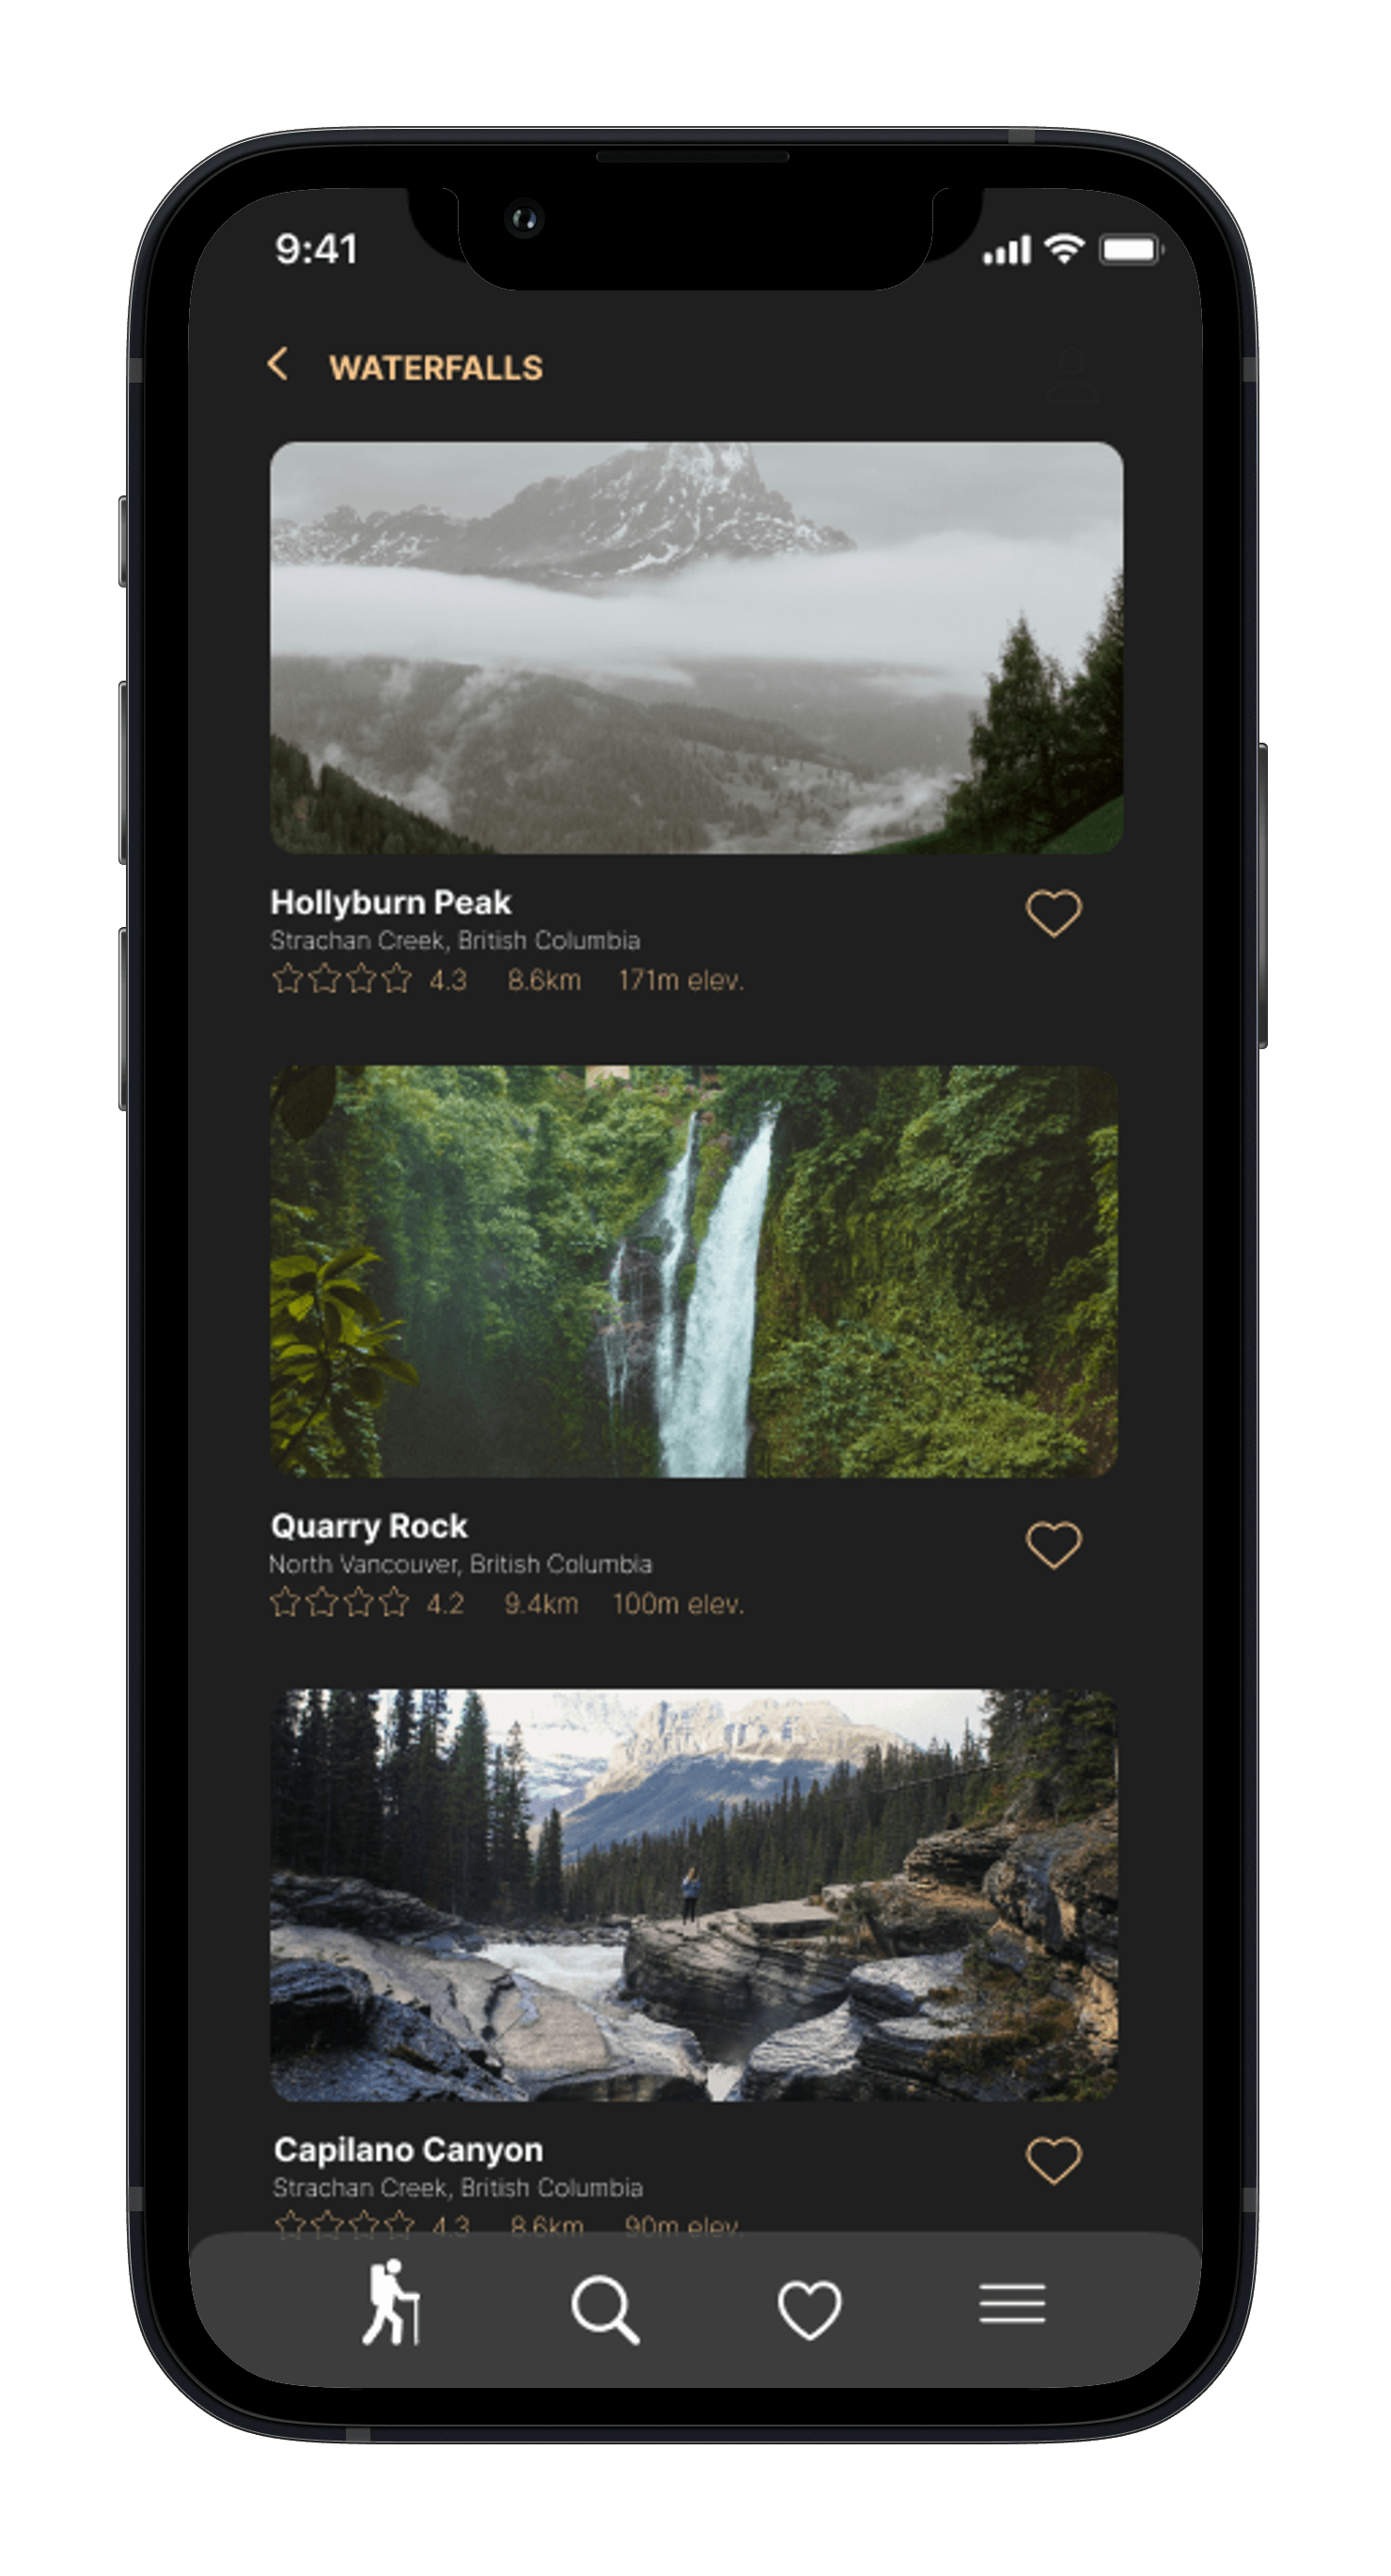 9:41
WATERFALLS
Hollyburn Peak
Strachan Creek, British Columbia
4.3 8.6km 171m elev.
Quarry Rock
North Vancouver, British Columbia
4.2 9.4km 100m elev.
Capilano Canyon
Strachan Creek, British Columbia
4.3 8.6km 90m elev.